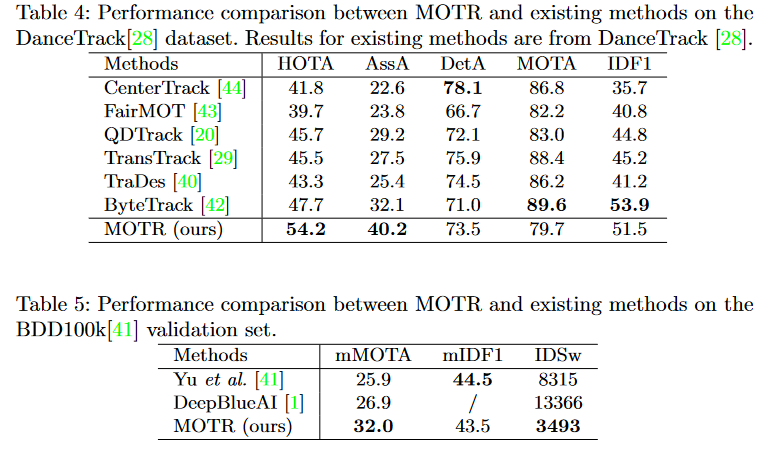 Table 4: Performance comparison between MOTR and existing methods on the
DanceTrack[28] dataset. Results for existing methods are from DanceTrack [28].
Methods HOTA AssA DetA MOTA IDF1
CenterTrack [44] 41.8 22.6 78.1 86.8 35.7
FairMOT [43] 39.7 23.8 66.7 82.2 40.8
QDTrack [20] 45.7 29.2 72.1 83.0 44.8
TransTrack [29] 45.5 27.5 75.9 88.4 45.2
TraDes [40] 43.3 25.4 74.5 86.2 41.2
ByteTrack [42] 47.7 32.1 71.0 89.6 53.9
MOTR (ours) 54.2 40.2 73.5 79.7 51.5
Table 5: Performance comparison between MOTR and existing methods on the
BDD100k[41] validation set.
Methods mMOTA mIDF1 IDSw
Yu et al. [41] 25.9 44.5 8315
DeepBlueAI [1] 26.9 / 13366
MOTR (ours) 32.0 43.5 3493